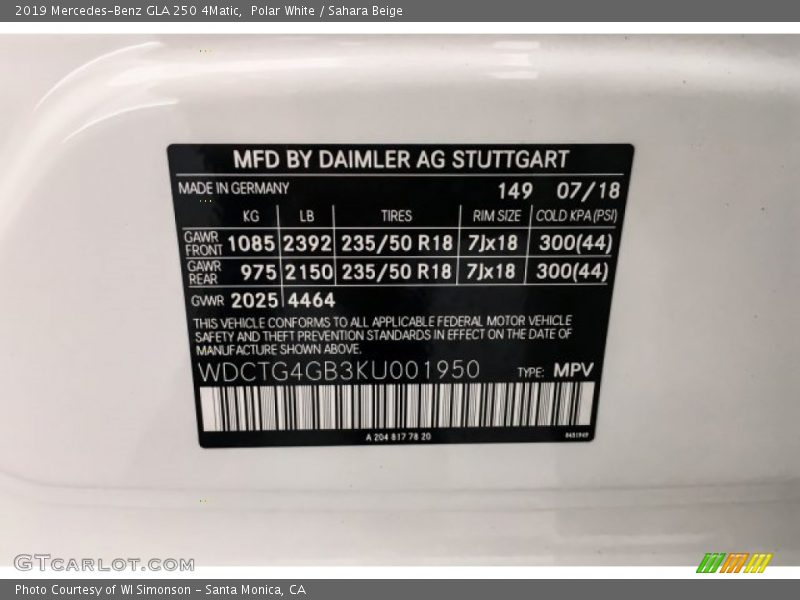 2019 Mercedes-Benz GLA 250 4Matic, Polar White / Sahara Beige
MFD BY DAIMLER AG STUTTGART
MADE IN GERMANY 149 07/18
KG LB TIRES RIM SIZE COLD KPA (PSI)
GAWR FRONT 1085 2392 235/50 R18 7Jx18 300(44)
GAWR REAR 975 2150 235/50 R18 7Jx18 300(44)
GVWR 2025 4464
THIS VEHICLE CONFORMS TO ALL APPLICABLE FEDERAL MOTOR VEHICLE
SAFETY AND THEFT PREVENTION STANDARDS IN EFFECT ON THE DATE OF
MANUFACTURE SHOWN ABOVE.
WDCTG4GB3KU001950 TYPE: MPV
A 204 817 78 20
GTCARLOT.COM
Photo Courtesy of WI Simonson - Santa Monica, CA